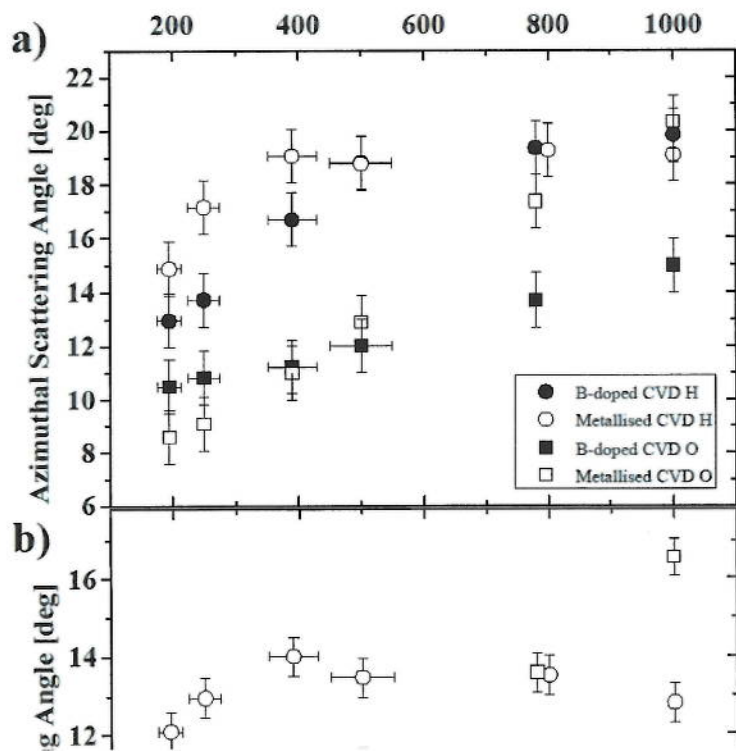 a)
200 400 600 800 1000
Azimuthal Scattering Angle [deg]
22
20
18
16
14
12
10
8
6
B-doped CVD H
Metallised CVD H
B-doped CVD O
Metallised CVD O
b)
ng Angle [deg]
16
14
12